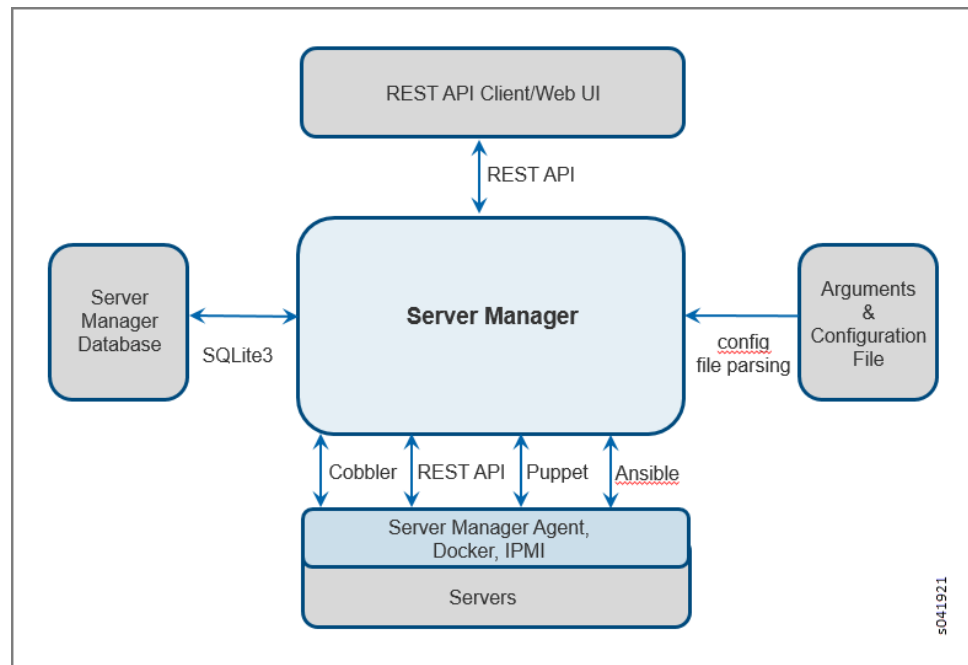 REST API Client/Web UI
REST API
Server
Manager
Database
SQLite3
Server Manager
Arguments
&
Configuration
File
config
file parsing
Cobbler
REST API
Puppet
Ansible
Server Manager Agent,
Docker, IPMI
Servers
s041921